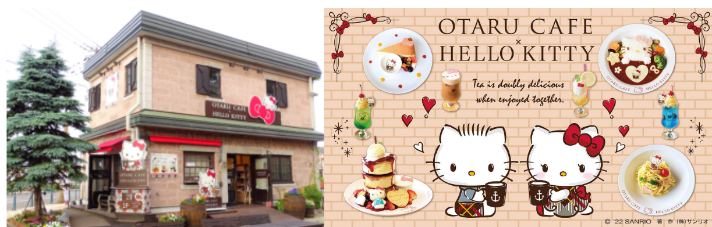 OTARU CAFE
×
HELLO KITTY
OTARU CAFE
×
HELLO KITTY
Tea is doubly delicious
when enjoyed together.
© '22 SANRIO 著作(株)サンリオ